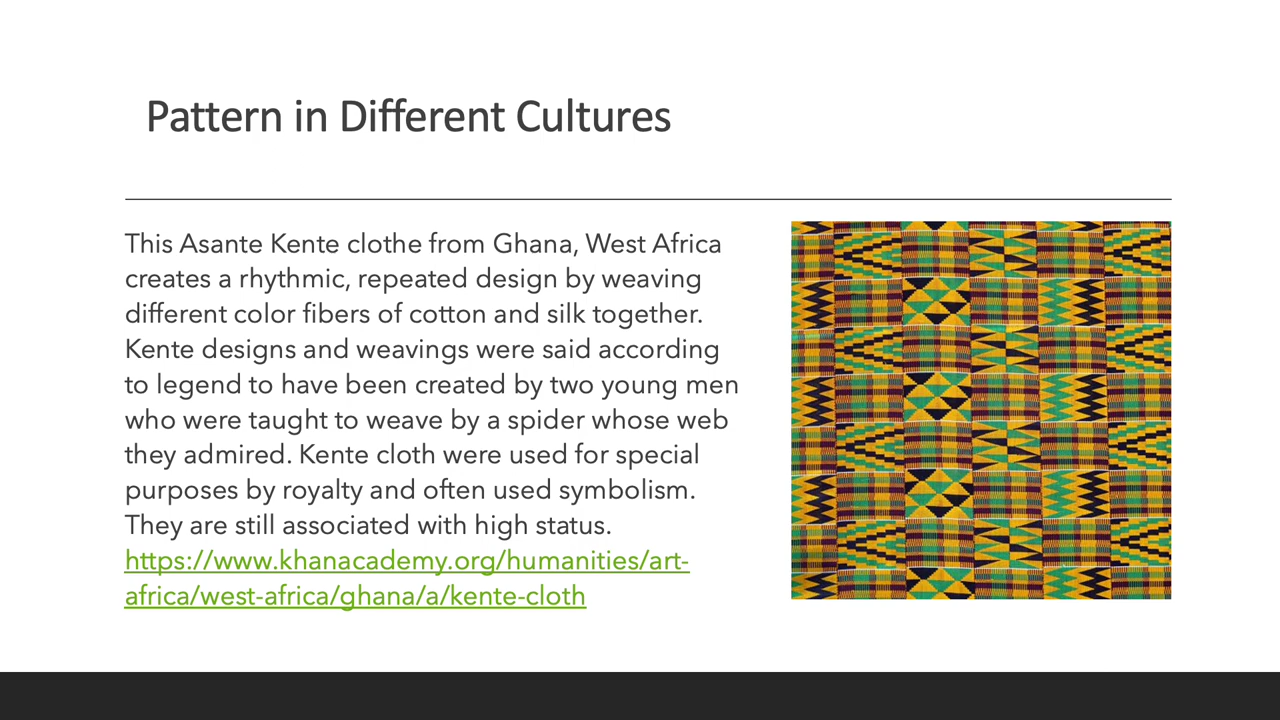 Pattern in Different Cultures
This Asante Kente clothe from Ghana, West Africa
creates a rhythmic, repeated design by weaving
different color fibers of cotton and silk together.
Kente designs and weavings were said according
to legend to have been created by two young men
who were taught to weave by a spider whose web
they admired. Kente cloth were used for special
purposes by royalty and often used symbolism.
They are still associated with high status.
https://www.khanacademy.org/humanities/art-
africa/west-africa/ghana/a/kente-cloth